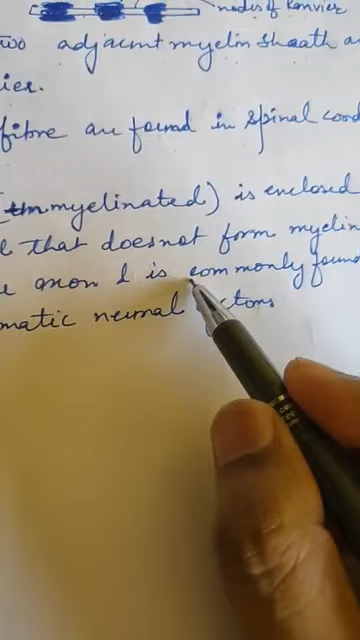 nodes of Ranvier
two adjacent myelin sheath a
ier.
fibre are found in spinal cord
myelinated) is enclosed
l that does not form myelin
e axon & is commonly found
matic neural